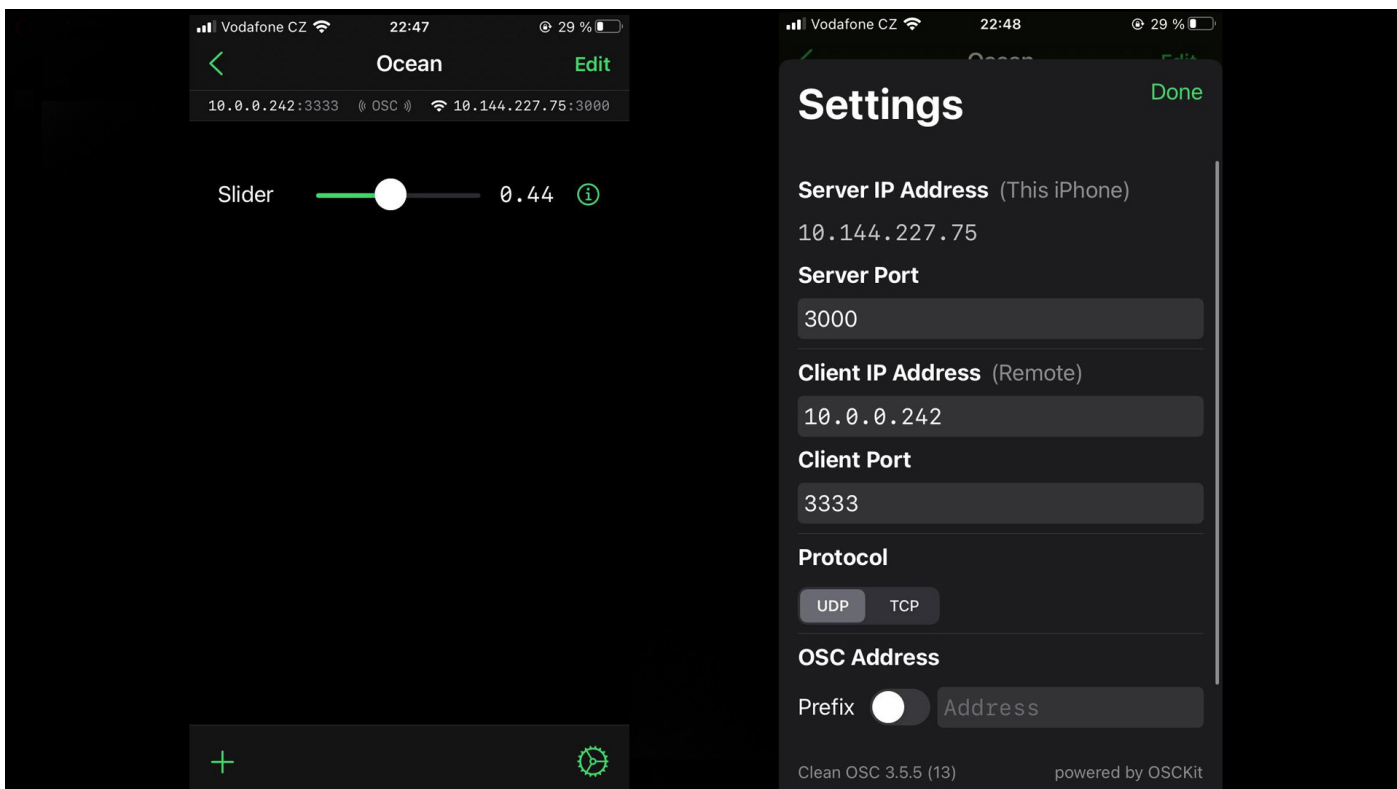 Vodafone CZ 22:47 29 %
Ocean Edit
10.0.0.242:3333 OSC 10.144.227.75:3000
Slider 0.44
Vodafone CZ 22:48 29 %
Settings Done
Server IP Address (This iPhone)
10.144.227.75
Server Port
3000
Client IP Address (Remote)
10.0.0.242
Client Port
3333
Protocol
UDP TCP
OSC Address
Prefix Address
Clean OSC 3.5.5 (13) powered by OSCKit